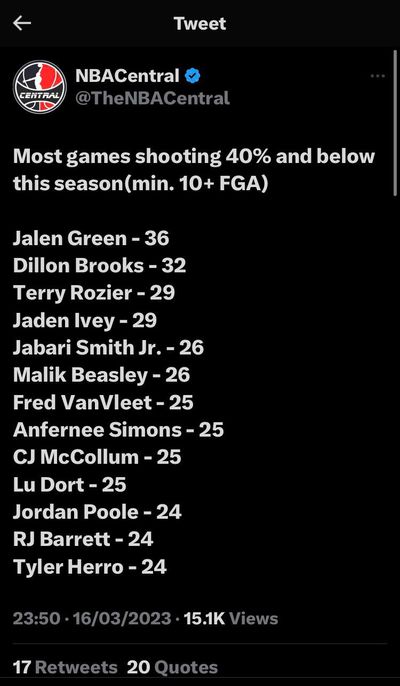 Tweet
CENTRAL
NBACentral
@TheNBACentral
Most games shooting 40% and below
this season(min. 10+ FGA)
Jalen Green - 36
Dillon Brooks - 32
Terry Rozier - 29
Jaden Ivey - 29
Jabari Smith Jr. - 26
Malik Beasley - 26
Fred VanVleet - 25
Anfernee Simons - 25
CJ McCollum - 25
Lu Dort - 25
Jordan Poole - 24
RJ Barrett - 24
Tyler Herro - 24
23:50 · 16/03/2023 · 15.1K Views
17 Retweets 20 Quotes